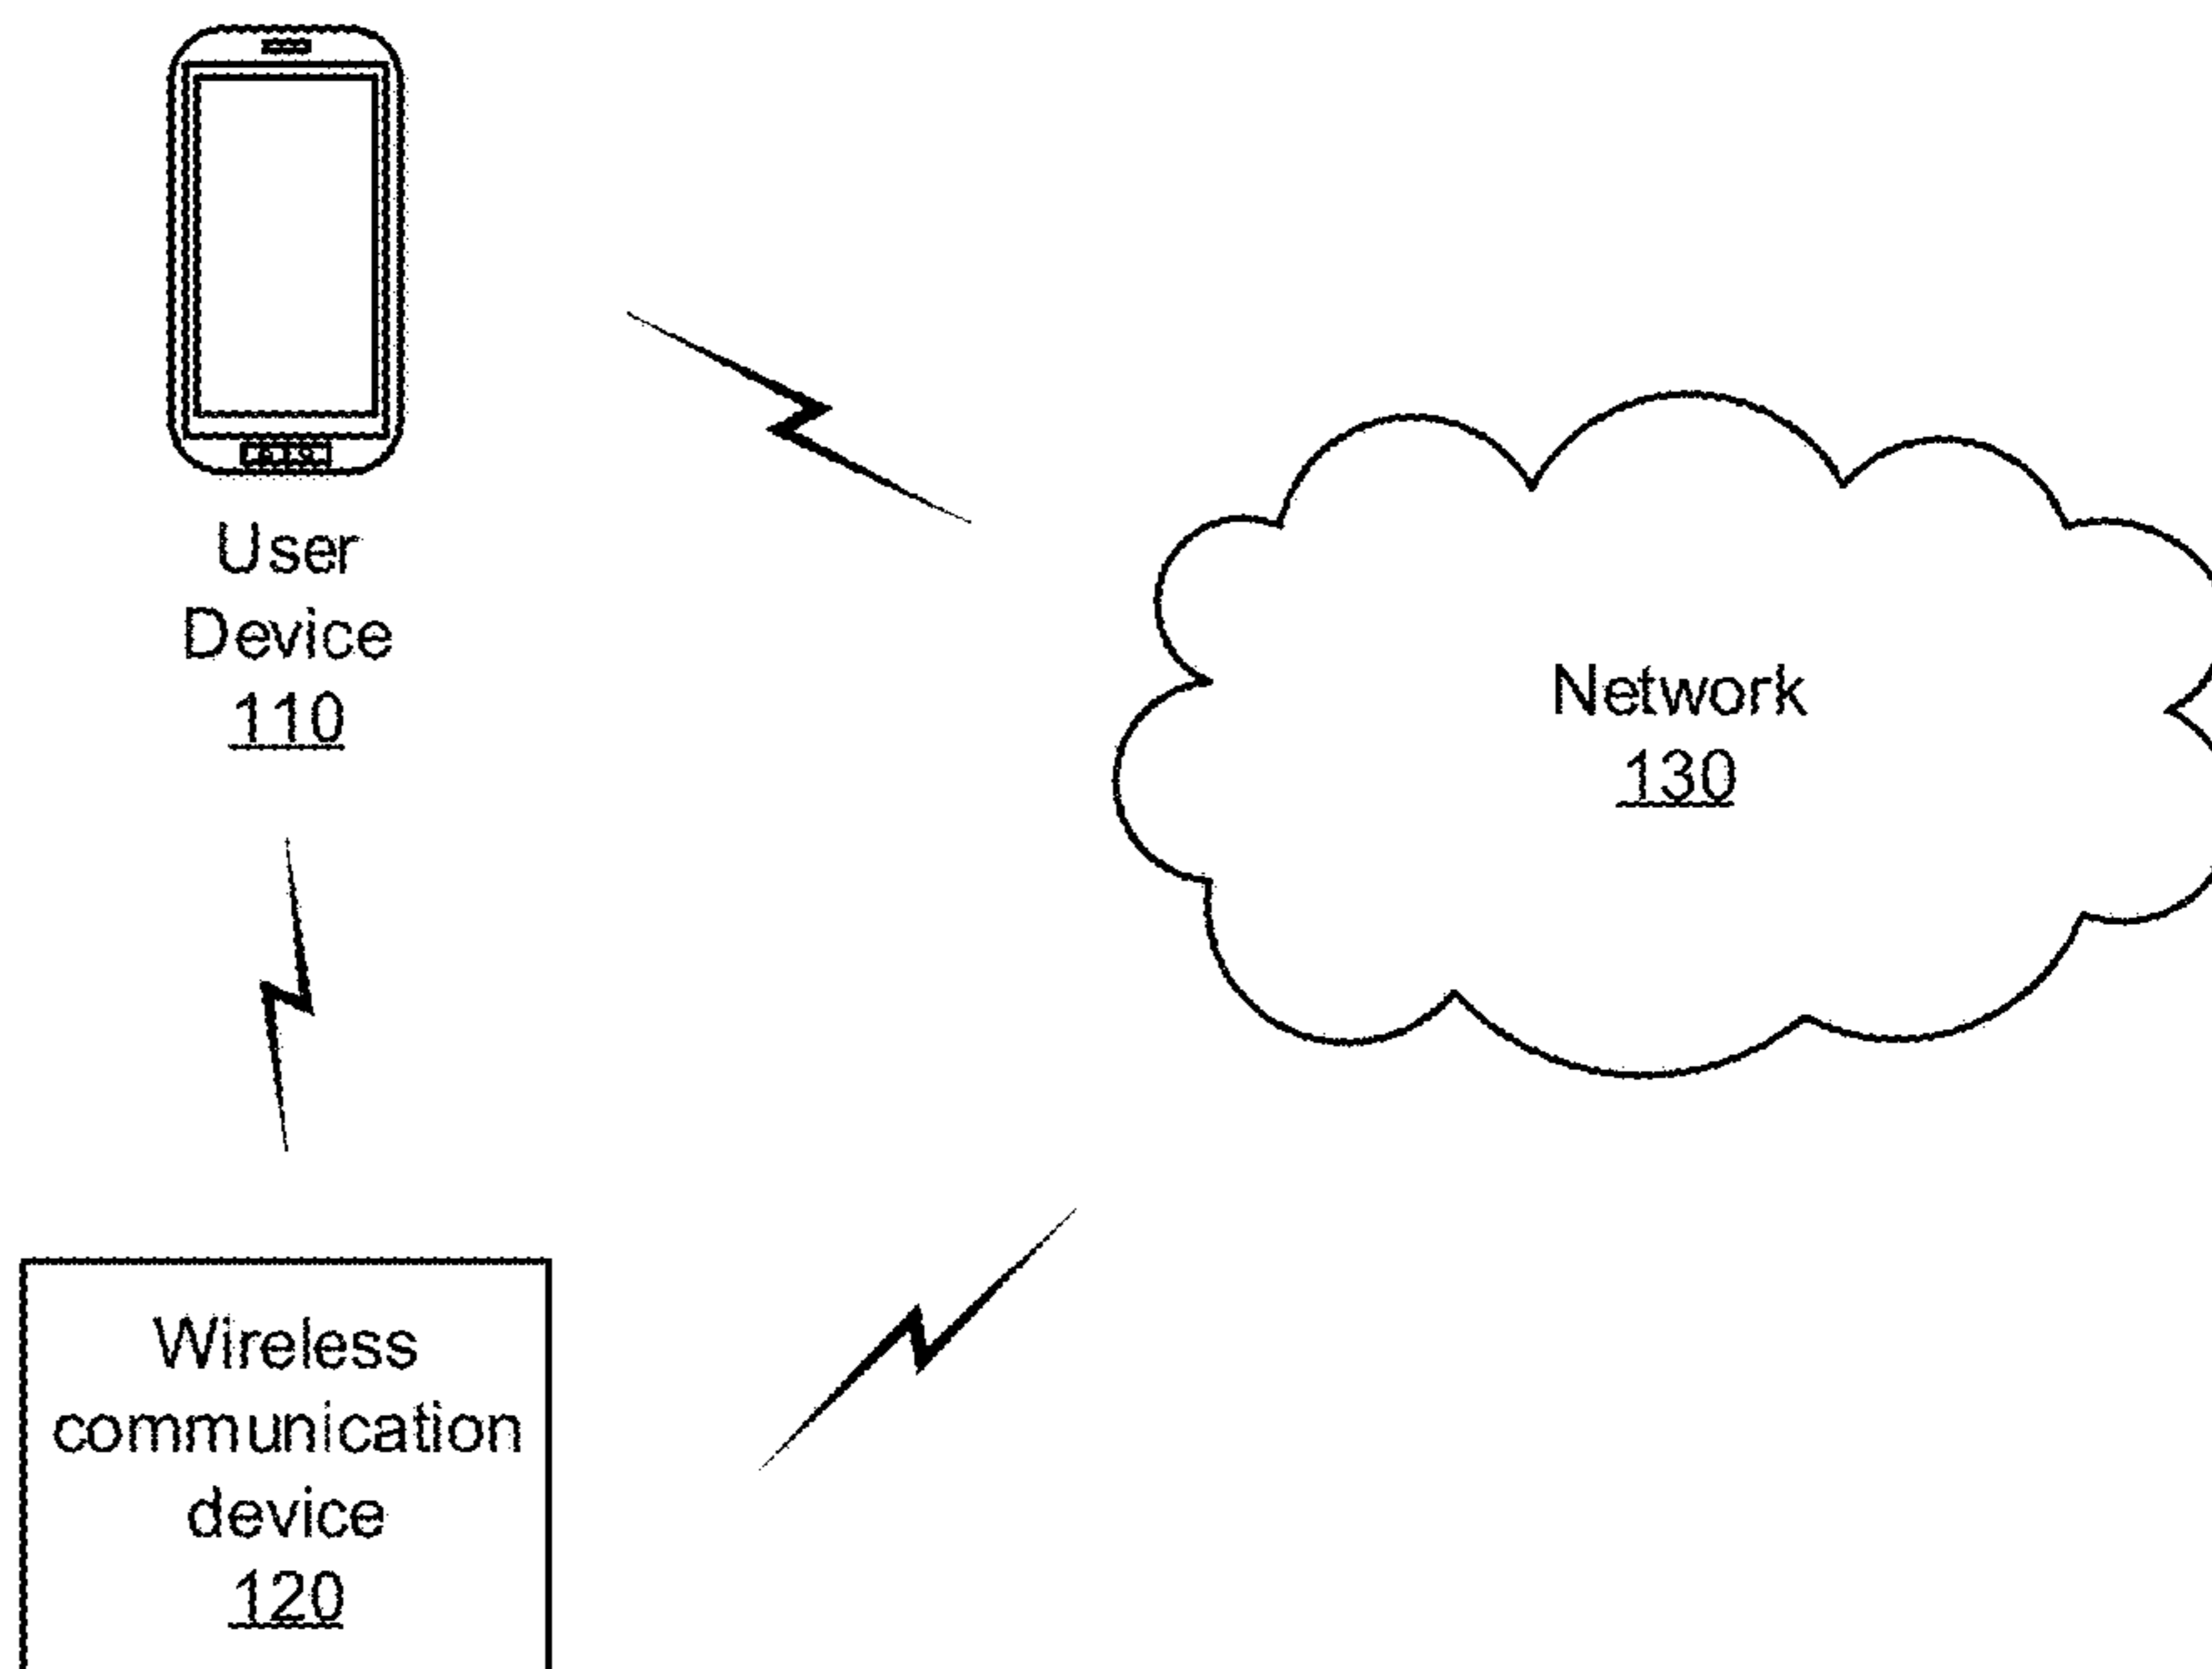 User
Device
110
Network
130
Wireless
communication
device
120